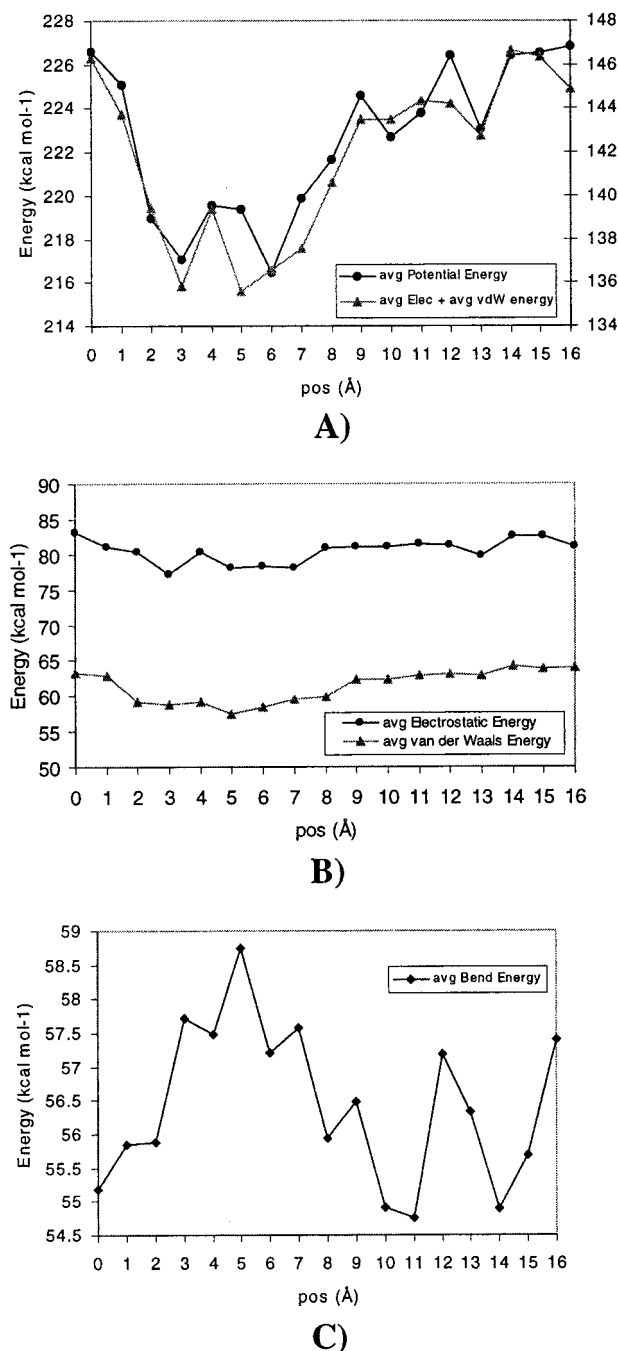 228
226
224
222
220
218
216
214
148
146
144
142
140
138
136
134
Energy (kcal mol-1)
avg Potential Energy
avg Elec + avg vdW energy
0 1 2 3 4 5 6 7 8 9 10 11 12 13 14 15 16
pos (Å)
A)
90
85
80
75
70
65
60
55
50
Energy (kcal mol-1)
avg Electrostatic Energy
avg van der Waals Energy
0 1 2 3 4 5 6 7 8 9 10 11 12 13 14 15 16
pos (Å)
B)
59
58.5
58
57.5
57
56.5
56
55.5
55
54.5
Energy (kcal mol-1)
avg Bend Energy
0 1 2 3 4 5 6 7 8 9 10 11 12 13 14 15 16
pos (Å)
C)